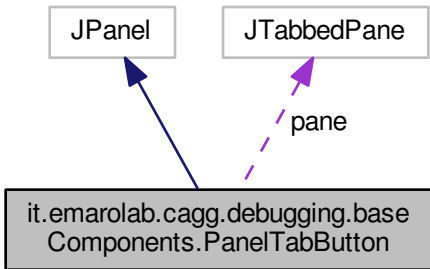 JPanel
JTabbedPane
pane
it.emarolab.cagg.debugging.base
Components.PanelTabButton